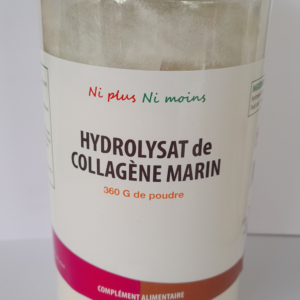 Ni plus Ni moins
HYDROLYSAT de
COLLAGÈNE MARIN
360 G de poudre
COMPLÉMENT ALIMENTAIRE